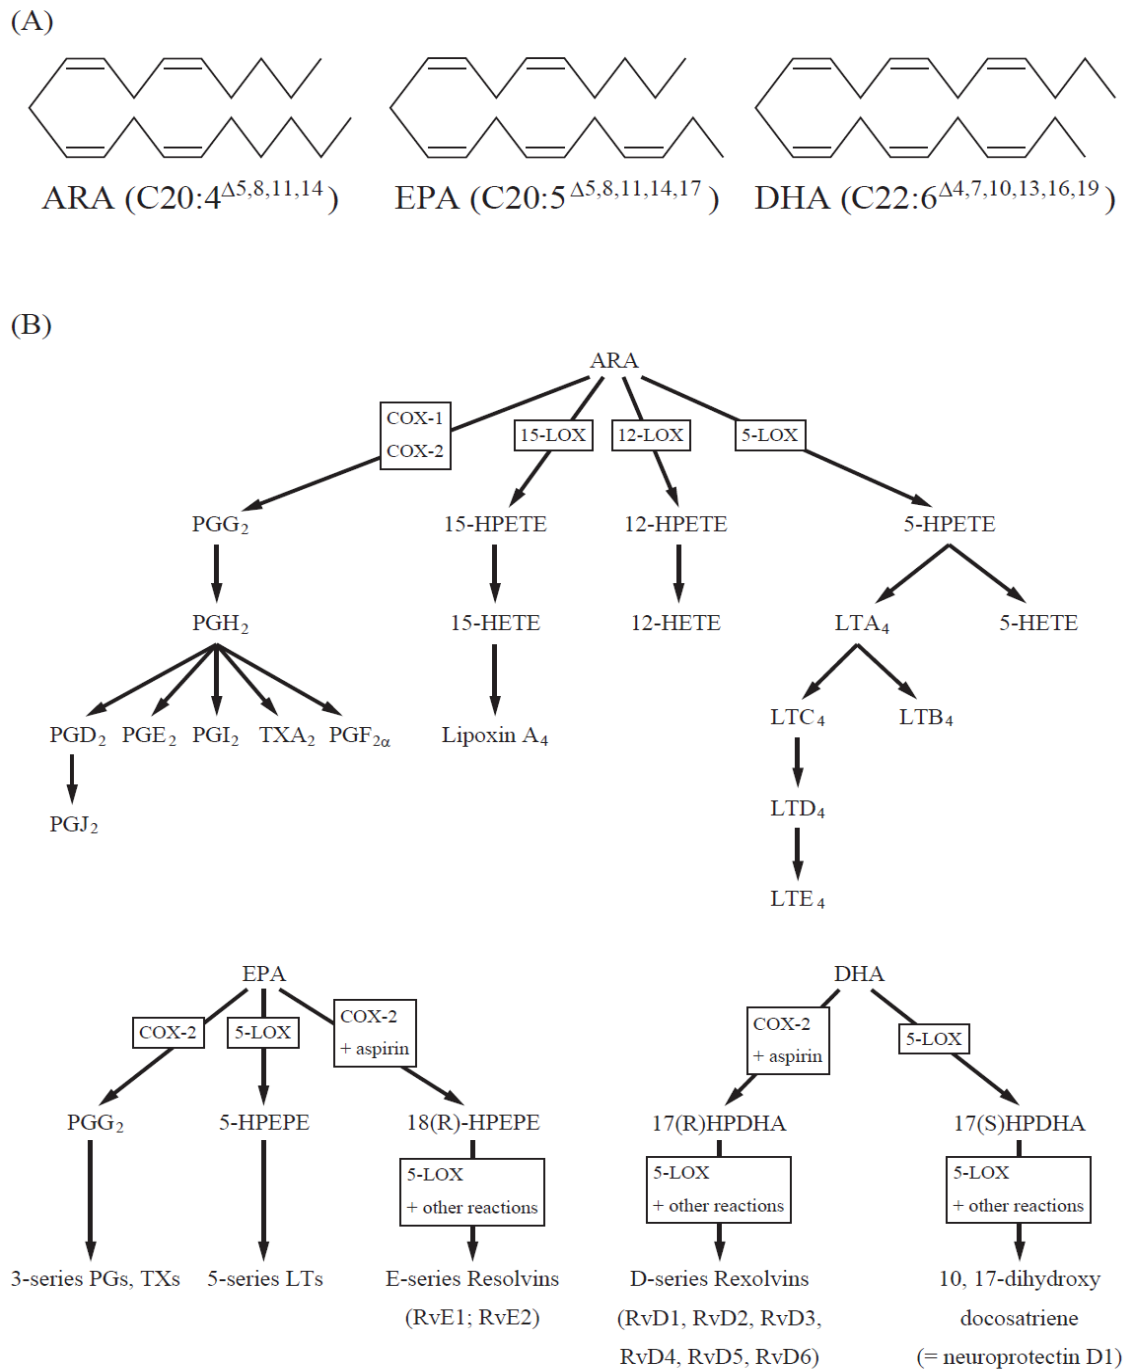 (A)
ARA (C20:4Δ5,8,11,14)
EPA (C20:5Δ5,8,11,14,17)
DHA (C22:6Δ4,7,10,13,16,19)
(B)
ARA
COX-1
COX-2
15-LOX
12-LOX
5-LOX
PGG2
15-HPETE
12-HPETE
5-HPETE
PGH2
15-HETE
12-HETE
LTA4
5-HETE
PGD2
PGE2
PGI2
TXA2
PGF2α
Lipoxin A4
LTC4
LTB4
PGJ2
LTD4
LTE4
EPA
COX-2
5-LOX
COX-2
+ aspirin
PGG2
5-HPEPE
18(R)-HPEPE
5-LOX
+ other reactions
3-series PGs, TXs
5-series LTs
E-series Resolvins
(RvE1; RvE2)
DHA
COX-2
+ aspirin
5-LOX
17(R)HPDHA
17(S)HPDHA
5-LOX
+ other reactions
5-LOX
+ other reactions
D-series Rexolvins
(RvD1, RvD2, RvD3,
RvD4, RvD5, RvD6)
10, 17-dihydroxy
docosatriene
(= neuroprotectin D1)